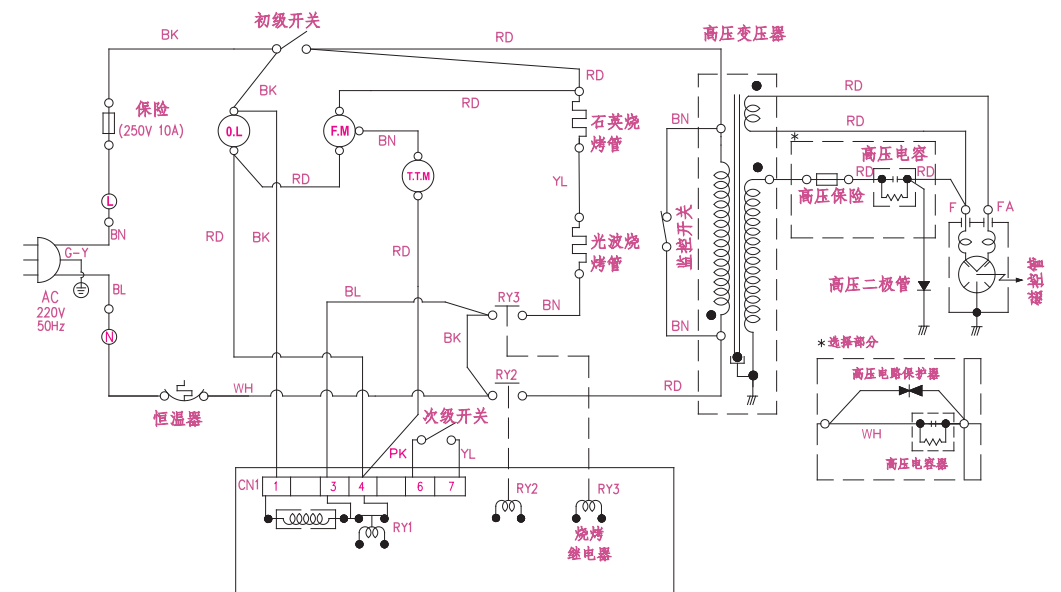 初级开关
BK
RD
高压变压器
RD
BK
RD
RD
保险
(250V 10A)
O.L
F.M
石英烧
烤管
BN
BN
RD
*
高压电容
T.T.M
RD
YL
RD
RD
高压保险
L
BN
RD
BK
RD
光波烧
烤管
监控开关
F
FA
G-Y
BL
AC
220V
50Hz
BL
RY3
BN
BN
高压二极管
磁控管
N
BK
*选择部分
RY2
RD
高压电路保护器
WH
恒温器
次级开关
WH
高压电容器
PK
YL
CN1
1
3
4
6
7
RY2
RY3
RY1
烧烤
继电器